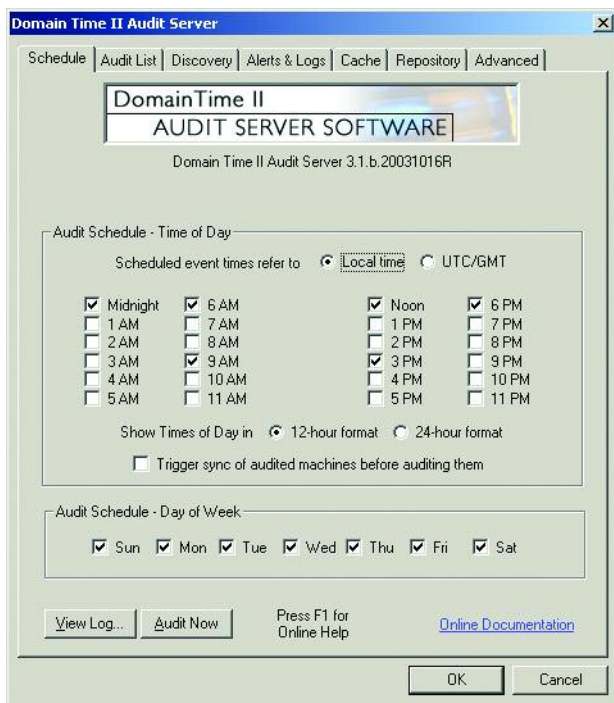 Domain Time II Audit Server
Schedule Audit List Discovery Alerts & Logs Cache Repository Advanced
DomainTime II
AUDIT SERVER SOFTWARE
Domain Time II Audit Server 3.1.b.20031016R
Audit Schedule - Time of Day
Scheduled event times refer to Local time UTC/GMT
Midnight 6 AM Noon 6 PM
1 AM 7 AM 1 PM 7 PM
2 AM 8 AM 2 PM 8 PM
3 AM 9 AM 3 PM 9 PM
4 AM 10 AM 4 PM 10 PM
5 AM 11 AM 5 PM 11 PM
Show Times of Day in 12-hour format 24-hour format
Trigger sync of audited machines before auditing them
Audit Schedule - Day of Week
Sun Mon Tue Wed Thu Fri Sat
View Log... Audit Now Press F1 for
Online Help Online Documentation
OK Cancel